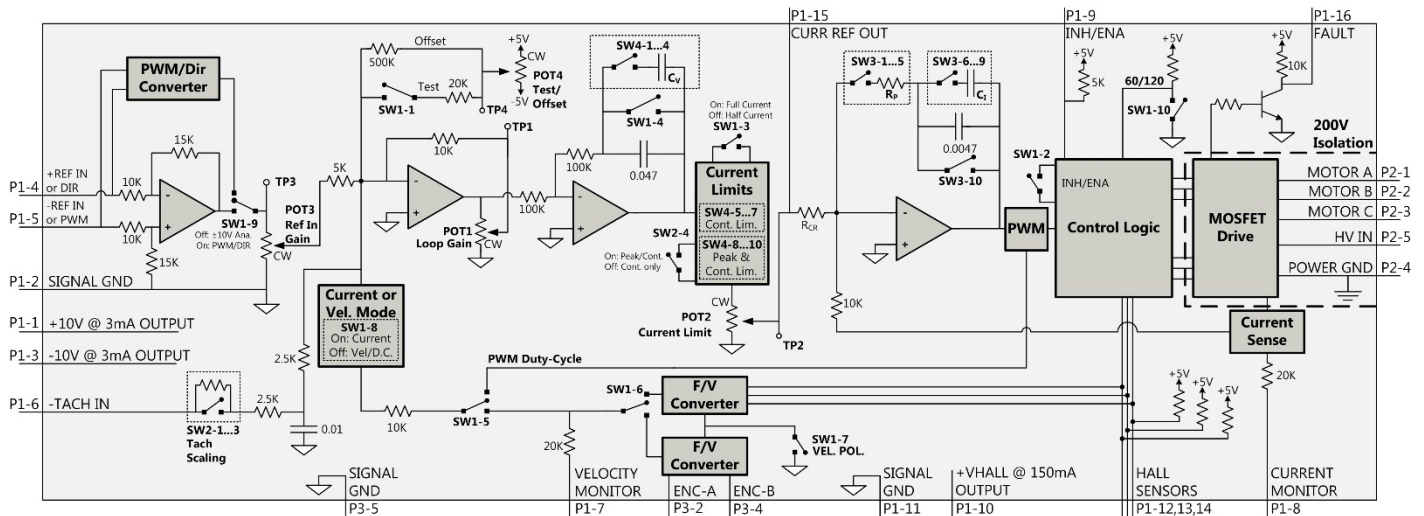 P1-15
CURR REF OUT
P1-9
INH/ENA
P1-16
FAULT
PWM/Dir
Converter
Offset
500K
Test
20K
SW1-1
+5V
CW
-5V
POT4
Test/
Offset
TP4
TP1
SW4-1...4
CV
SW1-4
100K
0.047
On: Full Current
Off: Half Current
SW1-3
SW3-1...5
RP
SW3-6...9
CI
0.0047
SW3-10
+5V
5K
60/120
+5V
SW1-10
+5V
10K
200V
Isolation
15K
P1-4
+REF IN
or DIR
10K
-
+
P1-5
-REF IN
or PWM
10K
15K
SW1-9
Off: ±10V Ana.
On: PWM/DIR
TP3
POT3
Ref In
Gain
CW
5K
10K
-
+
POT1
Loop Gain
CW
100K
-
+
Current
Limits
SW4-5...7
Cont. Lim.
SW4-8...10
Peak &
Cont. Lim.
SW2-4
On: Peak/Cont.
Off: Cont. only
CW
POT2
Current Limit
TP2
RCR
-
+
10K
SW1-2
PWM
INH/ENA
Control Logic
MOSFET
Drive
MOTOR A P2-1
MOTOR B P2-2
MOTOR C P2-3
HV IN P2-5
POWER GND P2-4
P1-2 SIGNAL GND
P1-1 +10V @ 3mA OUTPUT
P1-3 -10V @ 3mA OUTPUT
P1-6 -TACH IN
SW2-1...3
Tach
Scaling
2.5K
2.5K
0.01
Current or
Vel. Mode
SW1-8
On: Current
Off: Vel/D.C.
10K
PWM Duty-Cycle
SW1-5
20K
SW1-6
F/V
Converter
F/V
Converter
SW1-7
VEL. POL.
Current
Sense
20K
+5V
+5V
+5V
SIGNAL
GND
P3-5
VELOCITY
MONITOR
P1-7
ENC-A
P3-2
ENC-B
P3-4
SIGNAL
GND
P1-11
+VHALL @ 150mA
OUTPUT
P1-10
HALL
SENSORS
P1-12,13,14
CURRENT
MONITOR
P1-8